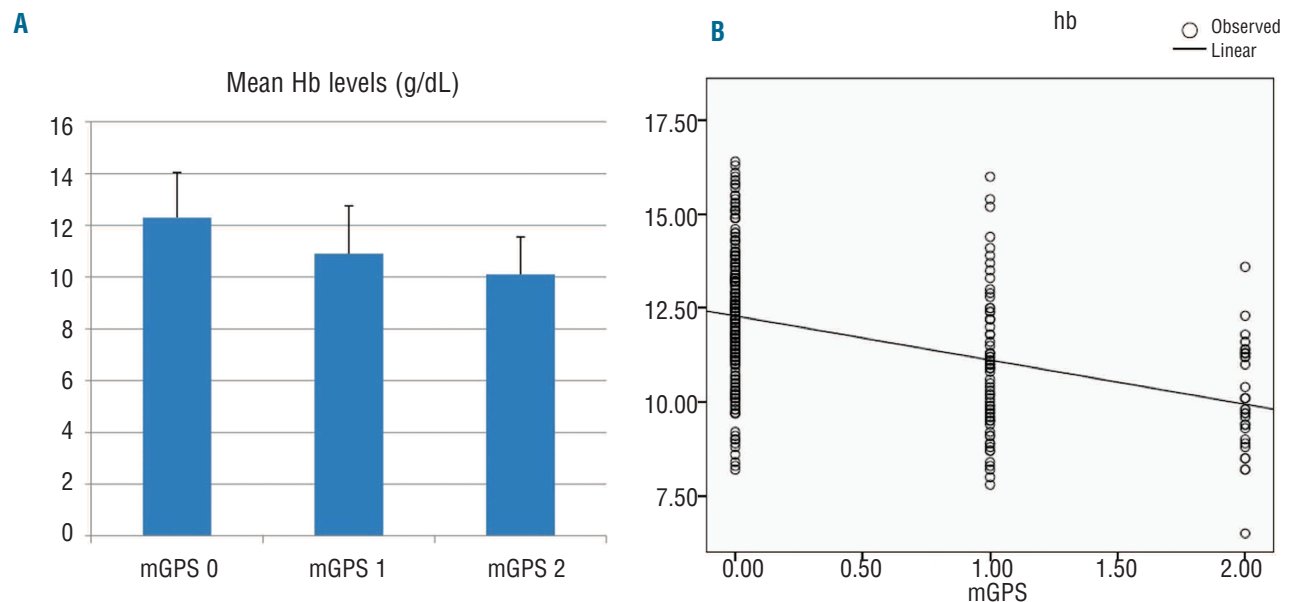 A
Mean Hb levels (g/dL)
16
14
12
10
8
6
4
2
0
mGPS 0 mGPS 1 mGPS 2
B
hb
Observed
Linear
17.50
15.00
12.50
10.00
7.50
0.00 0.50 1.00 1.50 2.00
mGPS